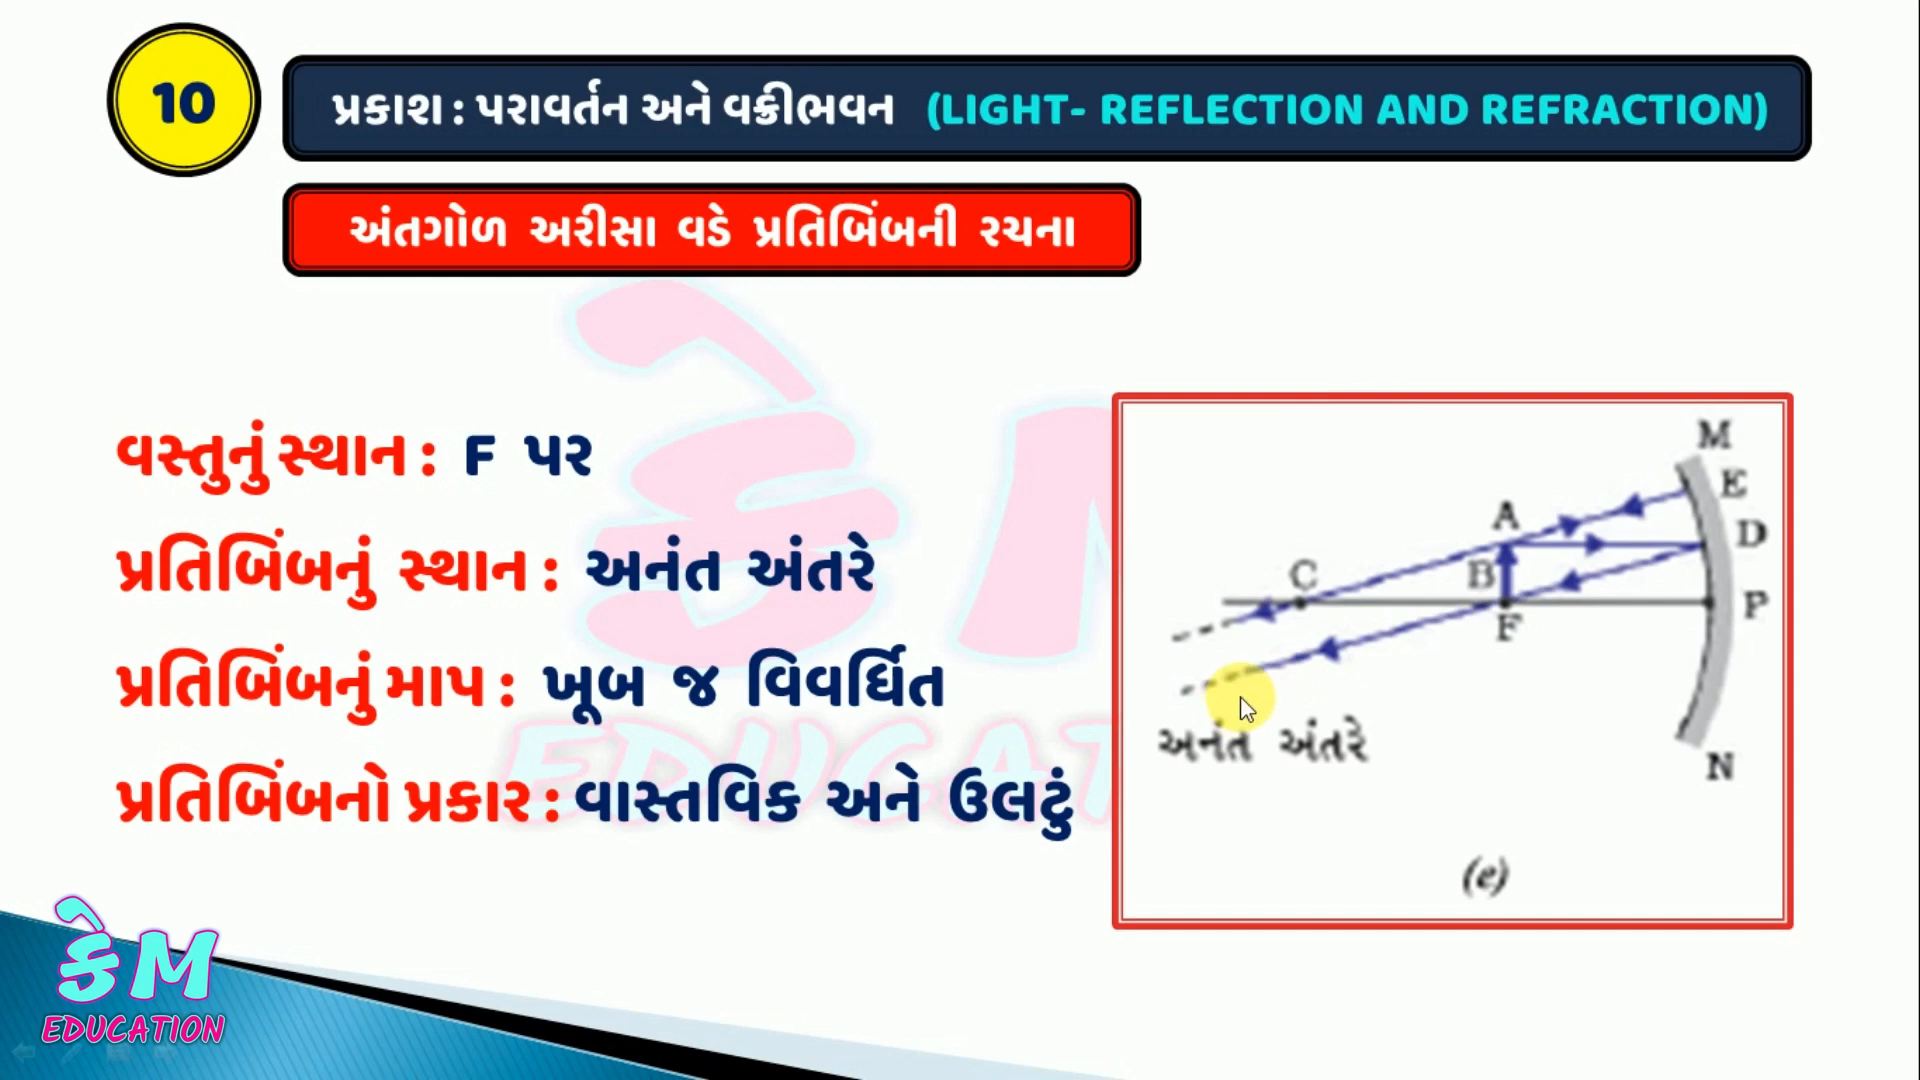 10
પ્રકાશ : પરાવર્તન અને વક્રીભવન (LIGHT- REFLECTION AND REFRACTION)
અંતગોળ અરીસા વડે પ્રતિબિંબની રચના
વસ્તુનું સ્થાન : F પર
પ્રતિબિંબનું સ્થાન : અનંત અંતરે
પ્રતિબિંબનું માપ : ખૂબ જ વિવર્ધિત
પ્રતિબિંબનો પ્રકાર : વાસ્તવિક અને ઉલટું
M
E
A
D
C
B
P
F
અનંત અંતરે
N
(e)
કેM
EDUCATION